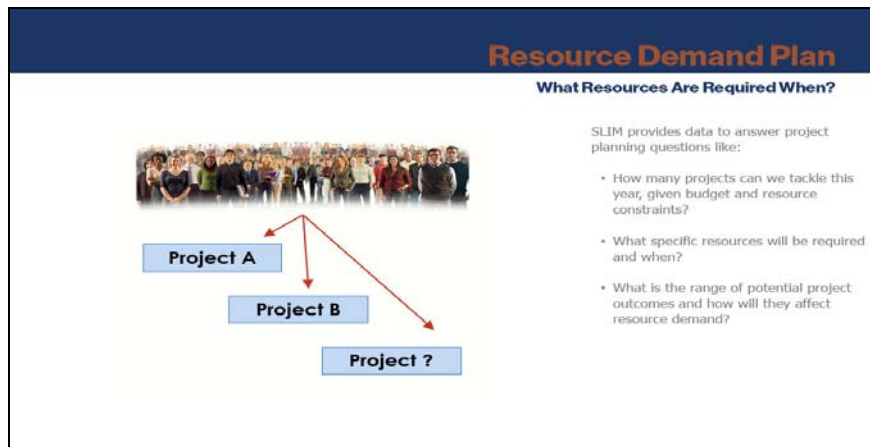 Resource Demand Plan
What Resources Are Required When?
SLIM provides data to answer project
planning questions like:
• How many projects can we tackle this
year, given budget and resource
constraints?
• What specific resources will be required
and when?
• What is the range of potential project
outcomes and how will they affect
resource demand?
Project A
Project B
Project ?